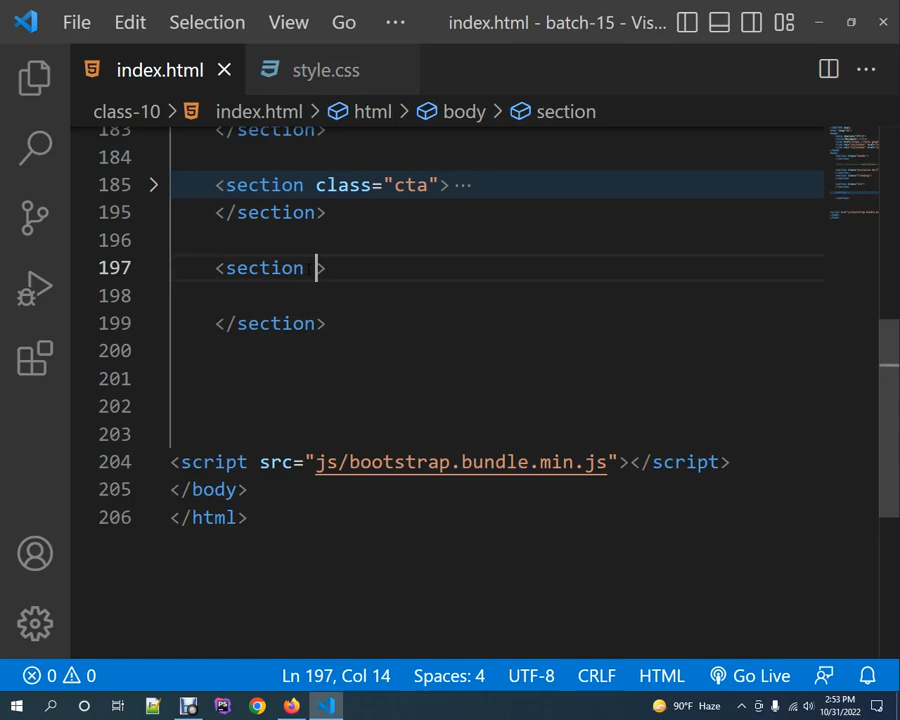 File Edit Selection View Go ··· index.html - batch-15 - Vis...
index.html style.css
class-10 > index.html > html > body > section
183 </section>
184
185 <section class="cta">···
195 </section>
196
197 <section >
198
199 </section>
200
201
202
203
204 <script src="js/bootstrap.bundle.min.js"></script>
205 </body>
206 </html>
0 0 Ln 197, Col 14 Spaces: 4 UTF-8 CRLF HTML Go Live
90°F Haze 2:53 PM
10/31/2022